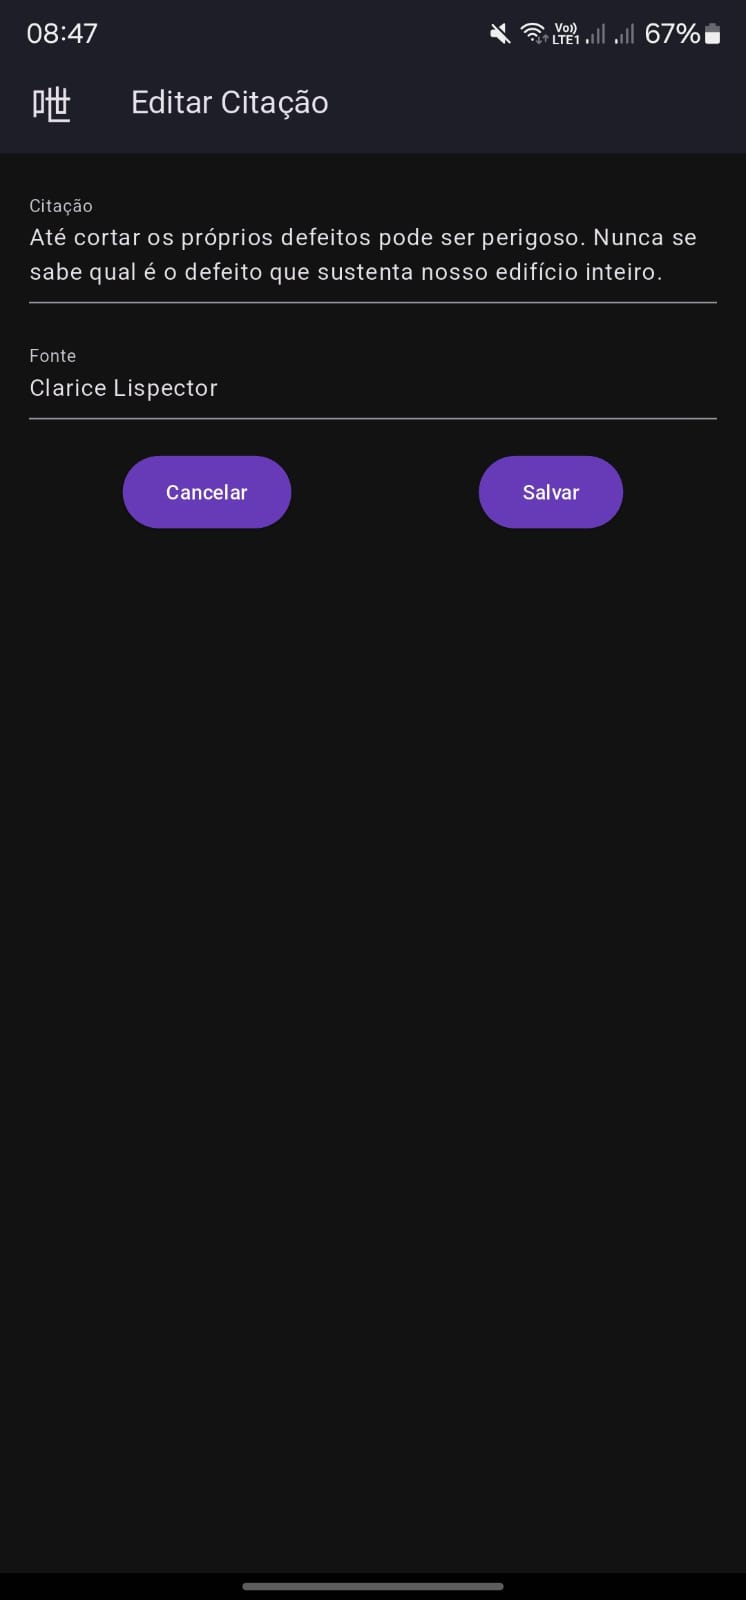 08:47
Vo))
LTE1
67%
呭 Editar Citação
Citação
Até cortar os próprios defeitos pode ser perigoso. Nunca se
sabe qual é o defeito que sustenta nosso edifício inteiro.
Fonte
Clarice Lispector
Cancelar Salvar